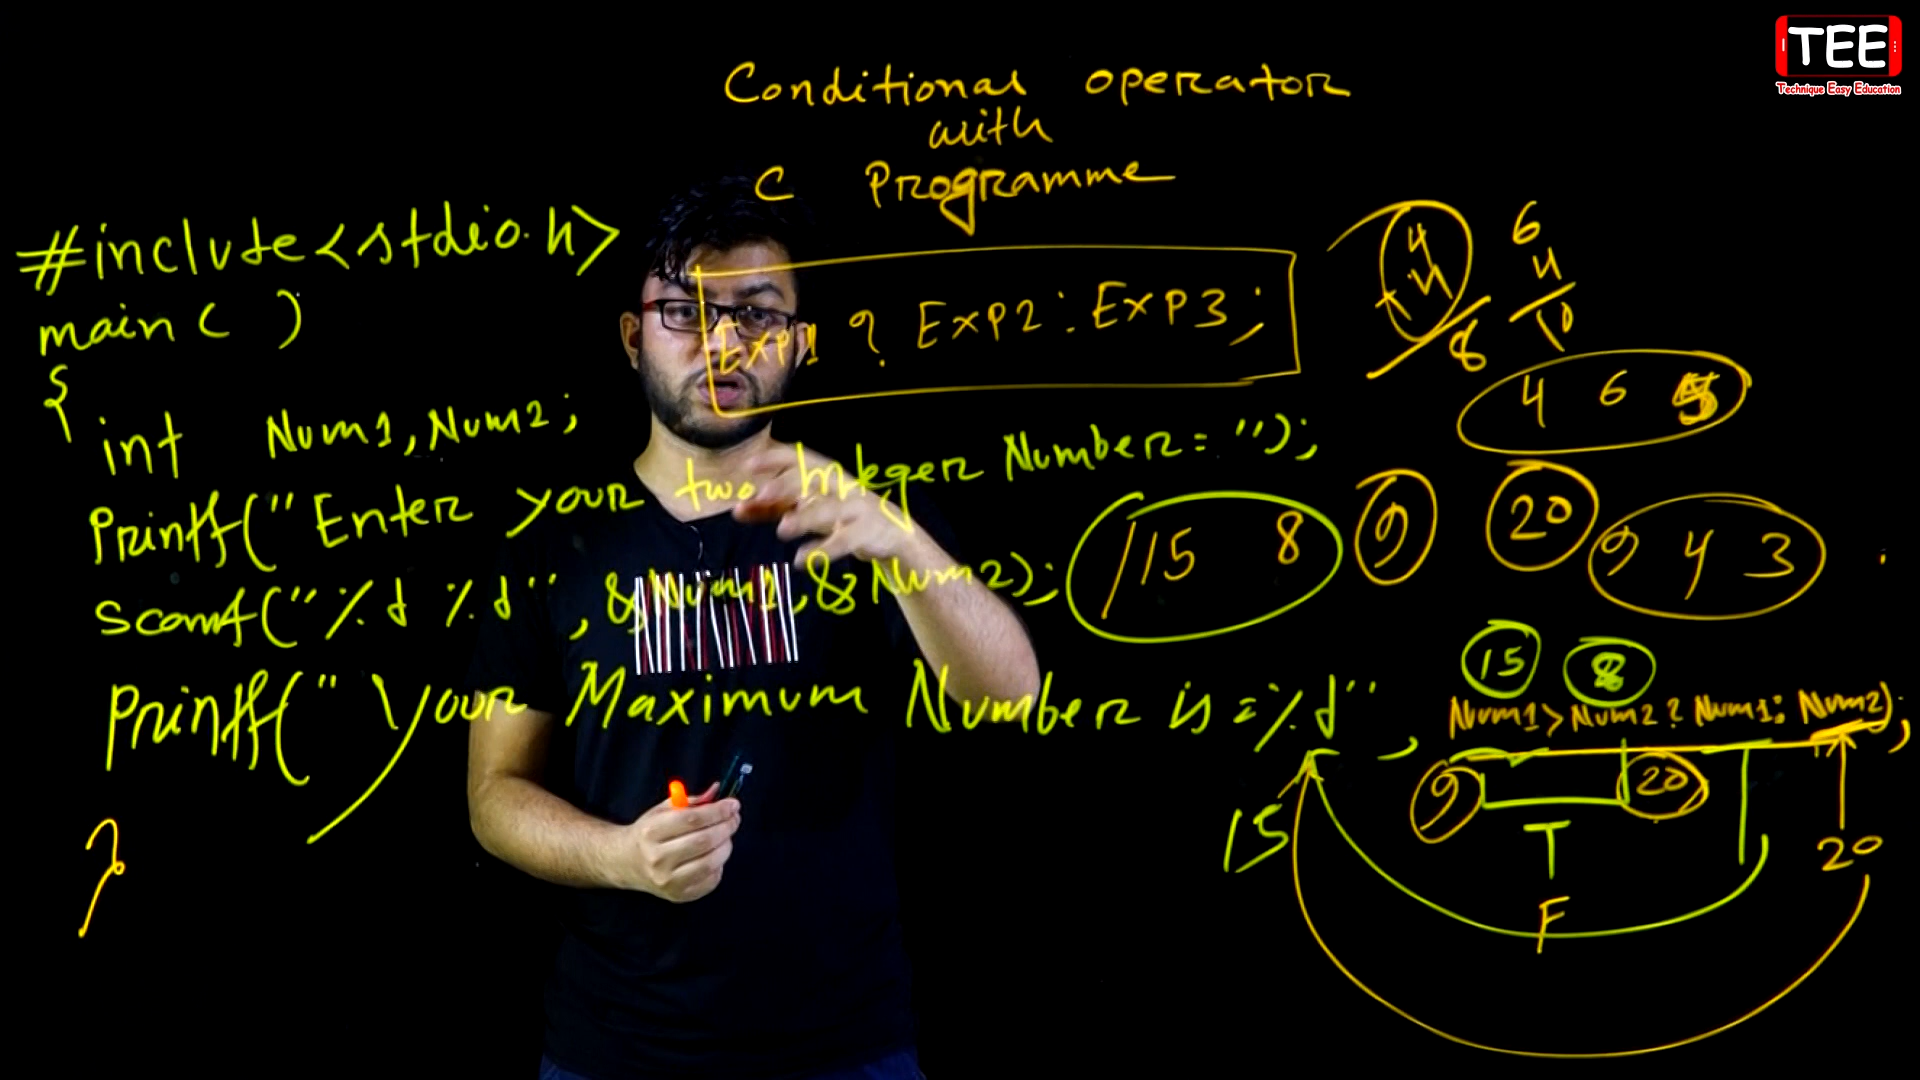 TEE
Technique Easy Education
Conditional operator
with
C Programme
#include<stdio.h>
main( )
{
Exp1 ? Exp2 : Exp3 ;
4
+4
8
6
4
10
4 6 5
int Num1, Num2;
Printf("Enter your two Integer Number= ");
scanf("%d %d", &Num1, &Num2);
15 8
9
20
9 4 3
15 8
Printf("Your Maximum Number is =%d", Num1>Num2 ? Num1: Num2);
9 20
15
T
20
F
}